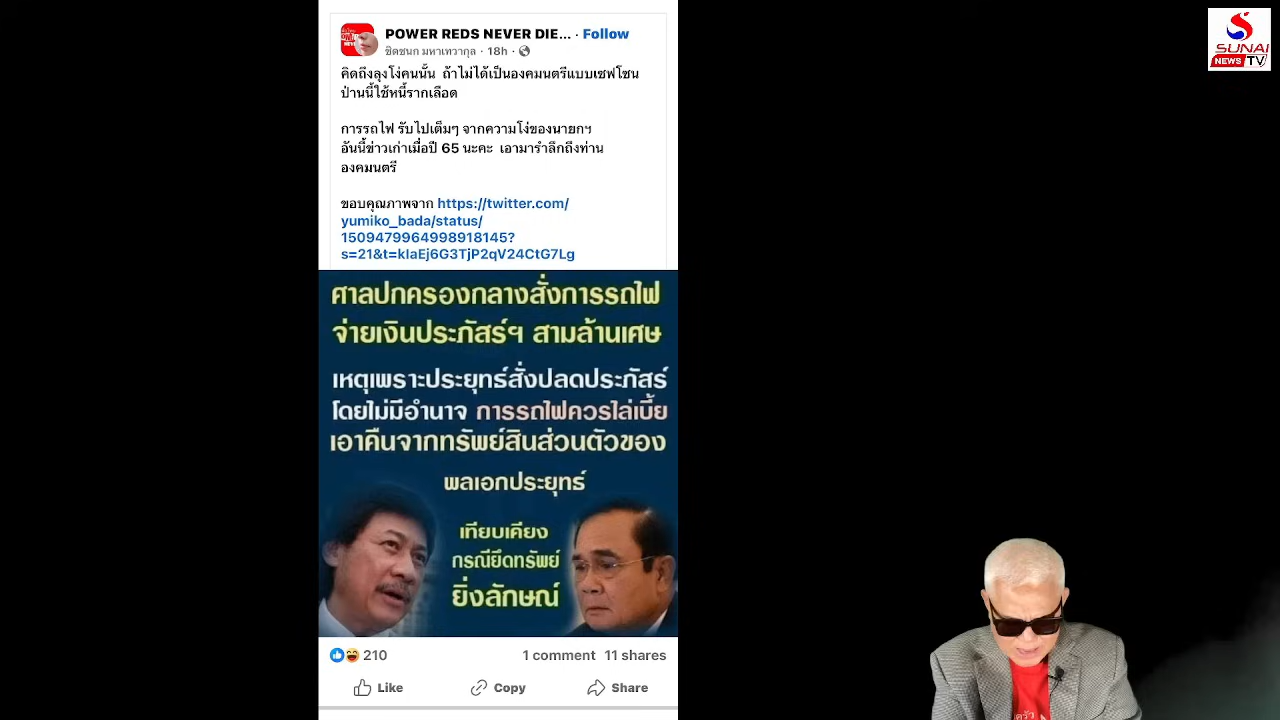 POWER REDS NEVER DIE... · Follow
ชิตชนก มหาเทวากุล · 18h ·
คิดถึงลุงโง่คนนั้น ถ้าไม่ได้เป็นองคมนตรีแบบเซฟโซน
ป่านนี้ใช้หนี้รากเลือด
การรถไฟ รับไปเต็มๆ จากความโง่ของนายกฯ
อันนี้ข่าวเก่าเมื่อปี 65 นะคะ เอามารำลึกถึงท่าน
องคมนตรี
ขอบคุณภาพจาก https://twitter.com/
yumiko_bada/status/
1509479964998918145?
s=21&t=kIaEj6G3TjP2qV24CtG7Lg
ศาลปกครองกลางสั่งการรถไฟ
จ่ายเงินประภัสร์ฯ สามล้านเศษ
เหตุเพราะประยุทธ์สั่งปลดประภัสร์
โดยไม่มีอำนาจ การรถไฟควรไล่เบี้ย
เอาคืนจากทรัพย์สินส่วนตัวของ
พลเอกประยุทธ์
เทียบเคียง
กรณียึดทรัพย์
ยิ่งลักษณ์
210
1 comment 11 shares
Like Copy Share
SUNAI
NEWS TV